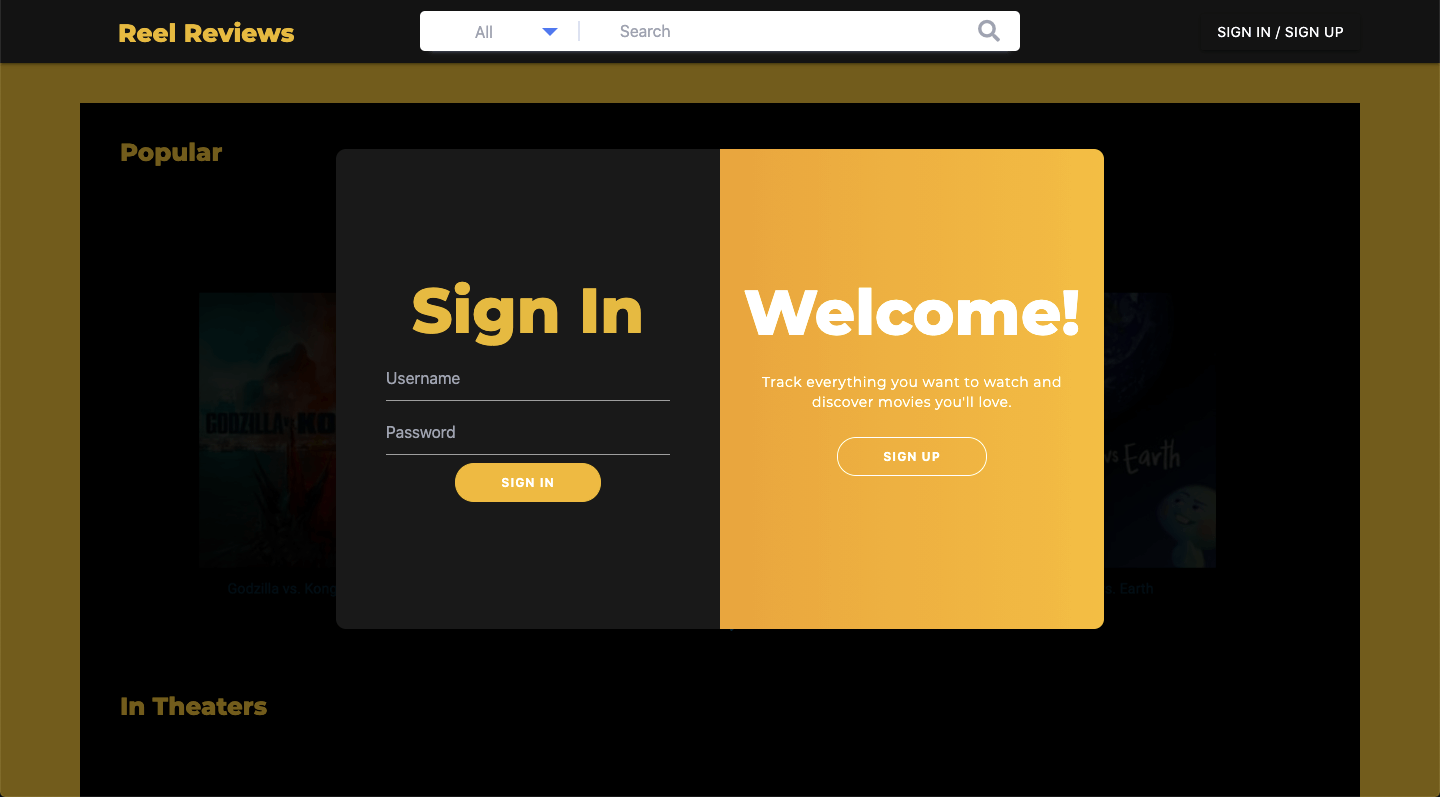 Reel Reviews
All
Search
SIGN IN / SIGN UP
Popular
Sign In
Username
Password
SIGN IN
Welcome!
Track everything you want to watch and
discover movies you'll love.
SIGN UP
GODZILLA
KO
vs Earth
Godzilla vs. Kong
s. Earth
In Theaters